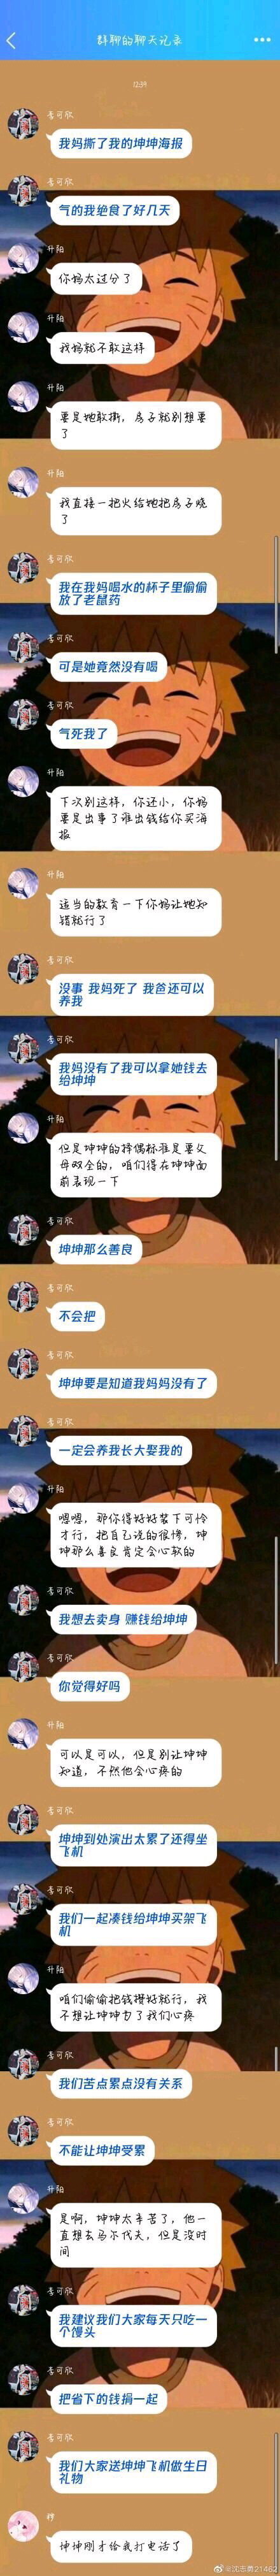 群聊的聊天记录
12:39
李可欣
我妈撕了我的坤坤海报
李可欣
气的我绝食了好几天
升阳
你妈太过分了
升阳
我妈就不敢这样
升阳
要是她敢撕,房子就别想要
了
升阳
我直接一把火给她把房子烧
了
李可欣
我在我妈喝水的杯子里偷偷
放了老鼠药
李可欣
可是她竟然没有喝
李可欣
气死我了
升阳
下次别这样,你还小,你妈
要是出事了谁出钱给你买海
报
升阳
适当的教育一下你妈让她知
错就行了
李可欣
没事 我妈死了 我爸还可以
养我
李可欣
我妈没有了我可以拿她钱去
给坤坤
升阳
但是坤坤的择偶标准是要父
母双全的,咱们得在坤坤面
前表现一下
李可欣
坤坤那么善良
李可欣
不会把
李可欣
坤坤要是知道我妈妈没有了
李可欣
一定会养我长大娶我的
升阳
嗯嗯,那你得好好装下可怜
才行,把自己说的很惨,坤
坤那么善良肯定会心软的
李可欣
我想去卖身 赚钱给坤坤
李可欣
你觉得好吗
升阳
可以是可以,但是别让坤坤
知道,不然他会心疼的
李可欣
坤坤到处演出太累了还得坐
飞机
李可欣
我们一起凑钱给坤坤买架飞
机
升阳
咱们偷偷把钱攒好就行,我
不想让坤坤为了我们心疼
李可欣
我们苦点累点没有关系
李可欣
不能让坤坤受累
升阳
是啊,坤坤太辛苦了,他一
直想去马尔代夫,但是没时
间
李可欣
我建议我们大家每天只吃一
个馒头
李可欣
把省下的钱捐一起
李可欣
我们大家送坤坤飞机做生日
礼物
穆
坤坤刚才给我打电话了